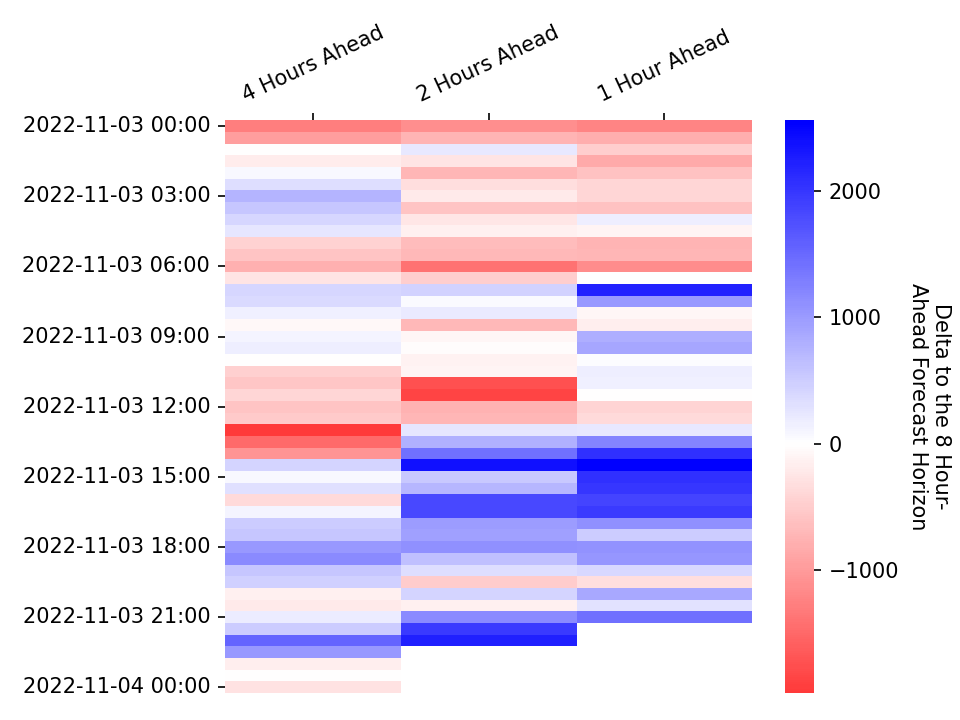 4 Hours Ahead
2 Hours Ahead
1 Hour Ahead
2022-11-03 00:00
2022-11-03 03:00
2022-11-03 06:00
2022-11-03 09:00
2022-11-03 12:00
2022-11-03 15:00
2022-11-03 18:00
2022-11-03 21:00
2022-11-04 00:00
2000
1000
0
−1000
Delta to the 8 Hour-
Ahead Forecast Horizon